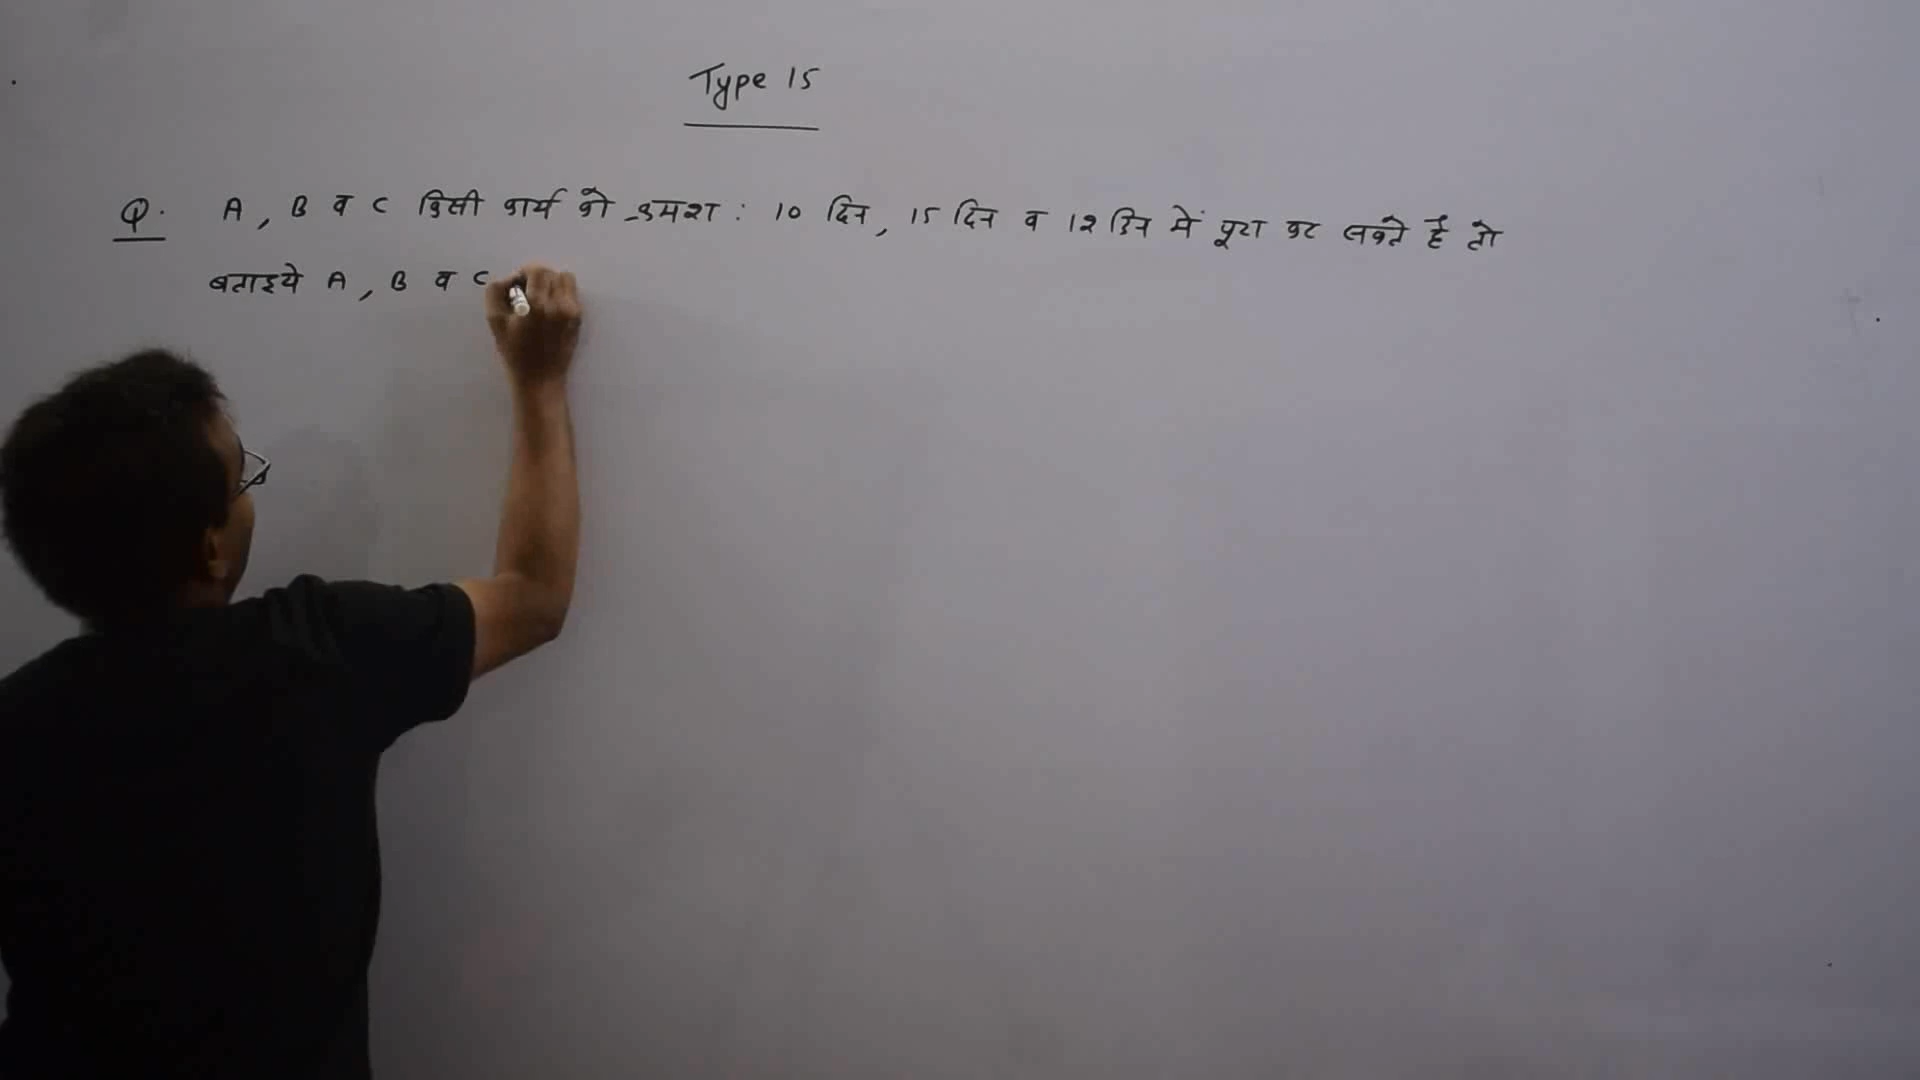 Type 15
Q. A, B व C किसी कार्य को क्रमश: 10 दिन, 15 दिन व 12 दिन में पूरा कर सकते है तो
बताइये A, B व C